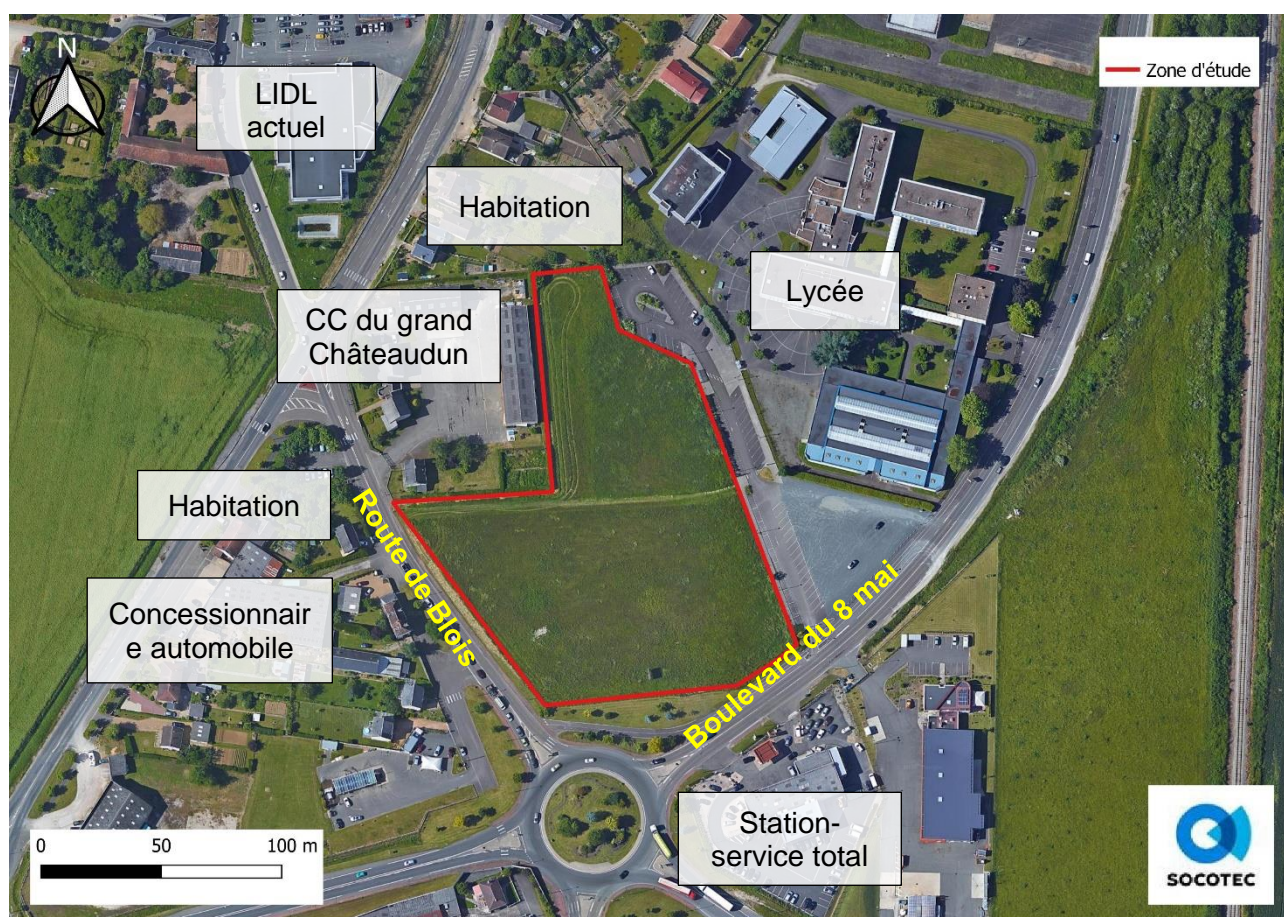 N
Zone d'étude
LIDL
actuel
Habitation
Lycée
CC du grand
Châteaudun
Habitation
Route de Blois
Concessionnair
e automobile
Boulevard du 8 mai
Station-
service total
0 50 100 m
SOCOTEC